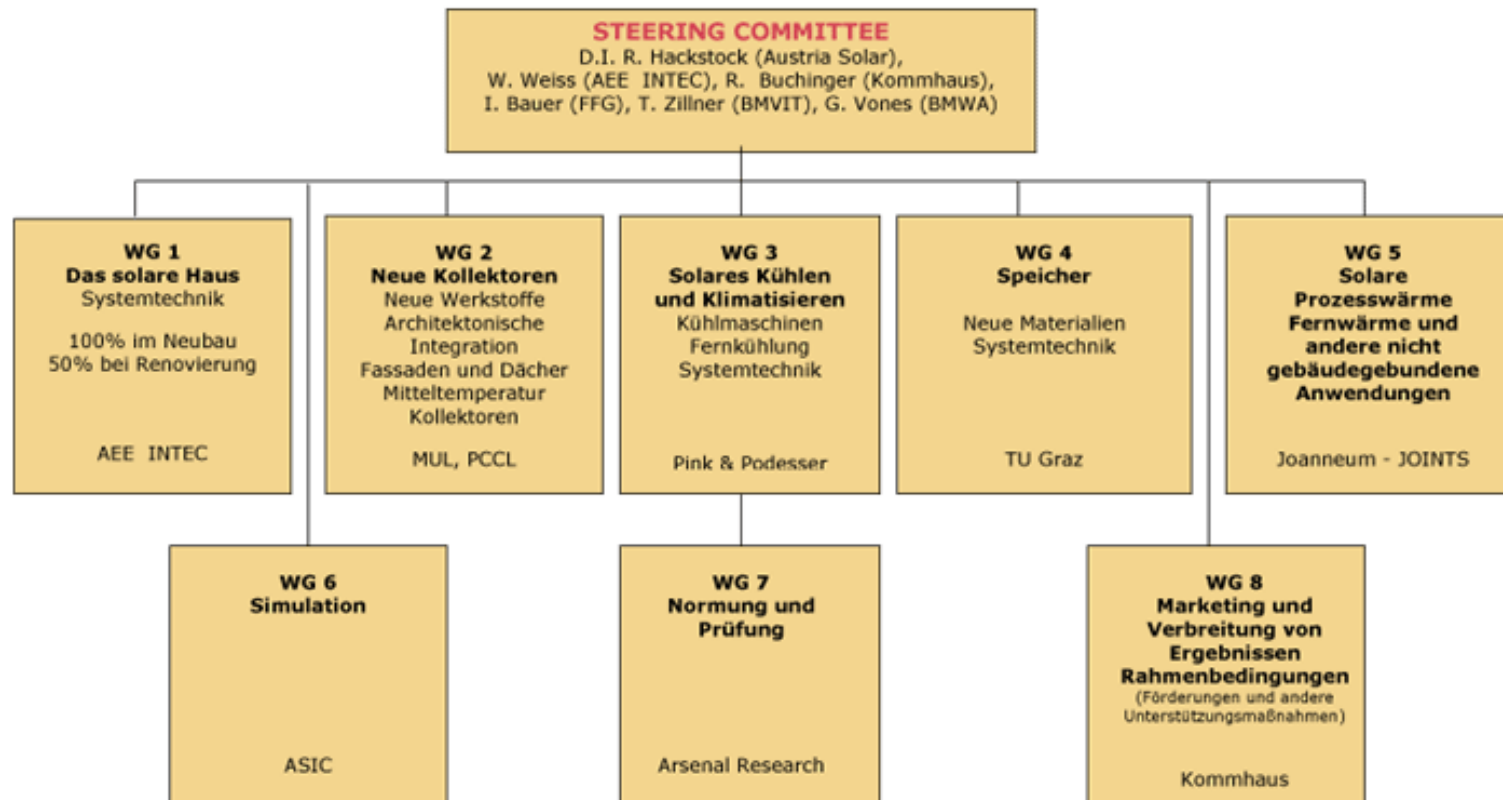 STEERING COMMITTEE
D.I. R. Hackstock (Austria Solar),
W. Weiss (AEE INTEC), R. Buchinger (Kommhaus),
I. Bauer (FFG), T. Zillner (BMVIT), G. Vones (BMWA)
WG 1
Das solare Haus
Systemtechnik
100% im Neubau
50% bei Renovierung
AEE INTEC
WG 2
Neue Kollektoren
Neue Werkstoffe
Architektonische
Integration
Fassaden und Dächer
Mitteltemperatur
Kollektoren
MUL, PCCL
WG 3
Solares Kühlen
und Klimatisieren
Kühlmaschinen
Fernkühlung
Systemtechnik
Pink & Podesser
WG 4
Speicher
Neue Materialien
Systemtechnik
TU Graz
WG 5
Solare
Prozesswärme
Fernwärme und
andere nicht
gebäudegebundene
Anwendungen
Joanneum - JOINTS
WG 6
Simulation
ASIC
WG 7
Normung und
Prüfung
Arsenal Research
WG 8
Marketing und
Verbreitung von
Ergebnissen
Rahmenbedingungen
(Förderungen und andere
Unterstützungsmaßnahmen)
Kommhaus